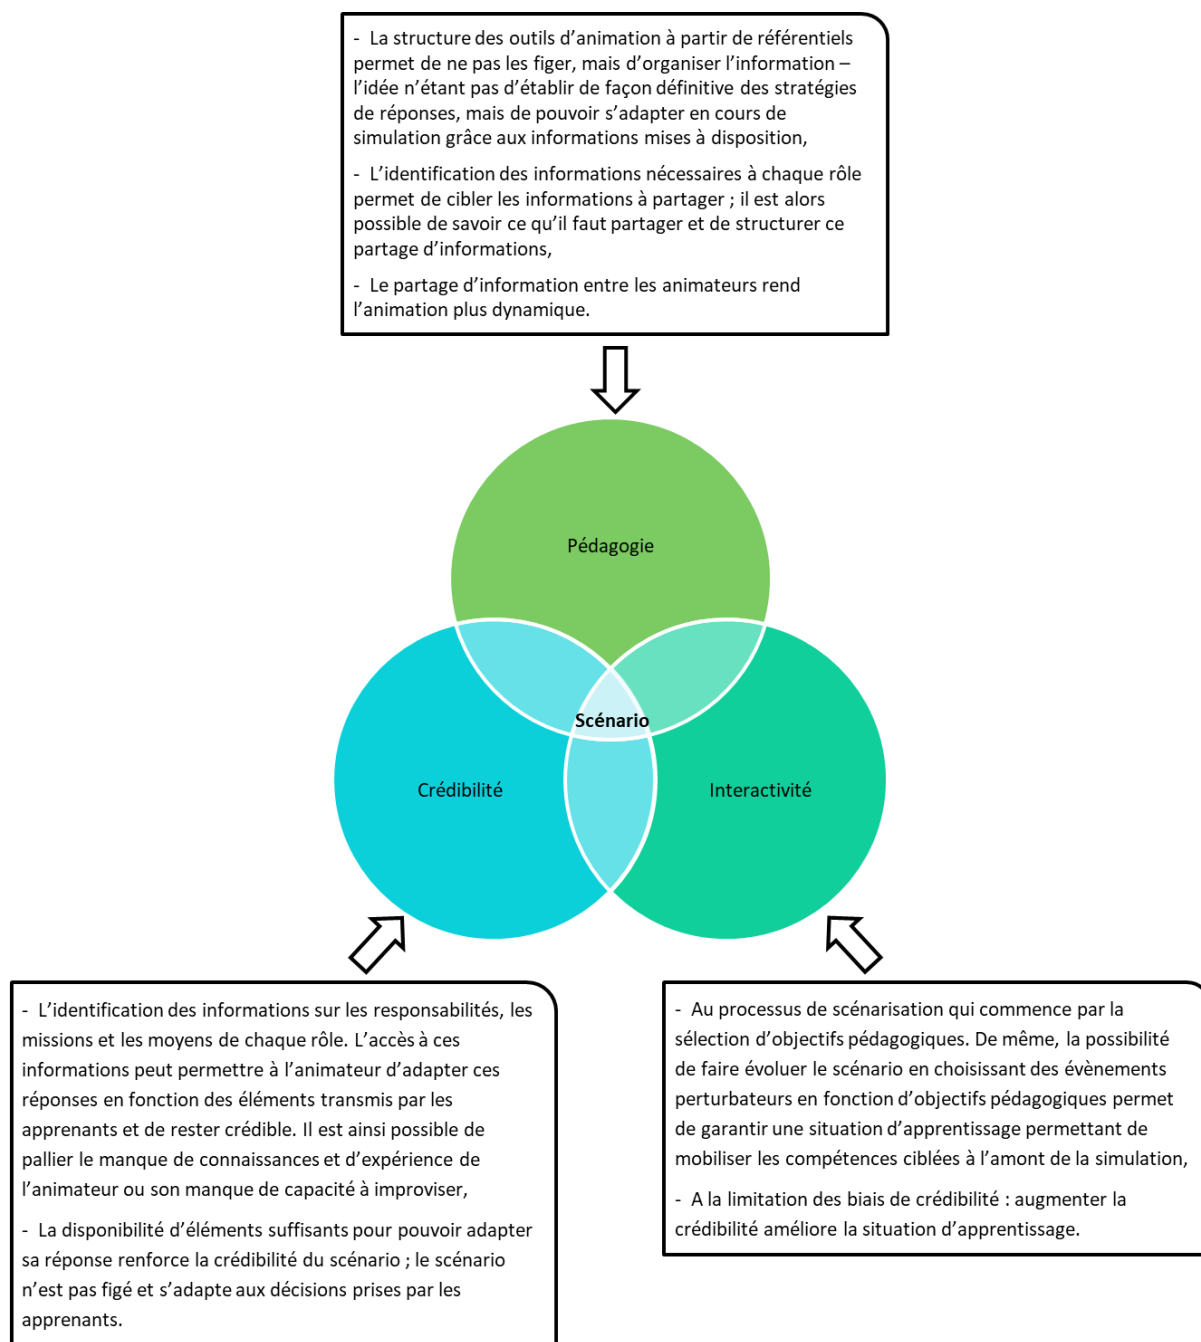 - La structure des outils d’animation à partir de référentiels
permet de ne pas les figer, mais d’organiser l’information –
l’idée n’étant pas d’établir de façon définitive des stratégies
de réponses, mais de pouvoir s’adapter en cours de
simulation grâce aux informations mises à disposition,
- L’identification des informations nécessaires à chaque rôle
permet de cibler les informations à partager ; il est alors
possible de savoir ce qu’il faut partager et de structurer ce
partage d’informations,
- Le partage d’information entre les animateurs rend
l’animation plus dynamique.
Pédagogie
Scénario
Crédibilité
Interactivité
- L’identification des informations sur les responsabilités, les
missions et les moyens de chaque rôle. L’accès à ces
informations peut permettre à l’animateur d’adapter ces
réponses en fonction des éléments transmis par les
apprenants et de rester crédible. Il est ainsi possible de
pallier le manque de connaissances et d’expérience de
l’animateur ou son manque de capacité à improviser,
- La disponibilité d’éléments suffisants pour pouvoir adapter
sa réponse renforce la crédibilité du scénario ; le scénario
n’est pas figé et s’adapte aux décisions prises par les
apprenants.
- Au processus de scénarisation qui commence par la
sélection d’objectifs pédagogiques. De même, la possibilité
de faire évoluer le scénario en choisissant des évènements
perturbateurs en fonction d’objectifs pédagogiques permet
de garantir une situation d’apprentissage permettant de
mobiliser les compétences ciblées à l’amont de la simulation,
- A la limitation des biais de crédibilité : augmenter la
crédibilité améliore la situation d’apprentissage.